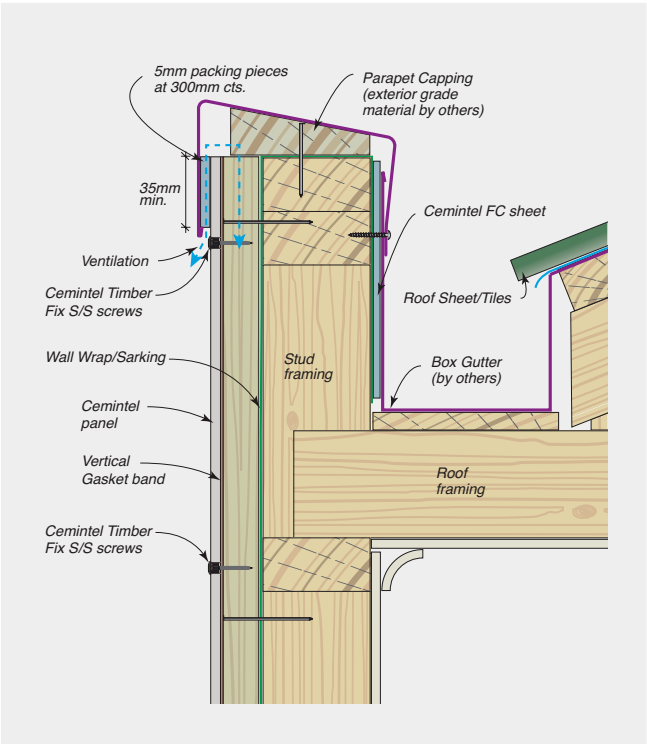 5mm packing pieces
at 300mm cts.
Parapet Capping
(exterior grade
material by others)
35mm
min.
Cemintel FC sheet
Ventilation
Cemintel Timber
Fix S/S screws
Roof Sheet/Tiles
Wall Wrap/Sarking
Stud
framing
Box Gutter
(by others)
Cemintel
panel
Vertical
Gasket band
Roof
framing
Cemintel Timber
Fix S/S screws